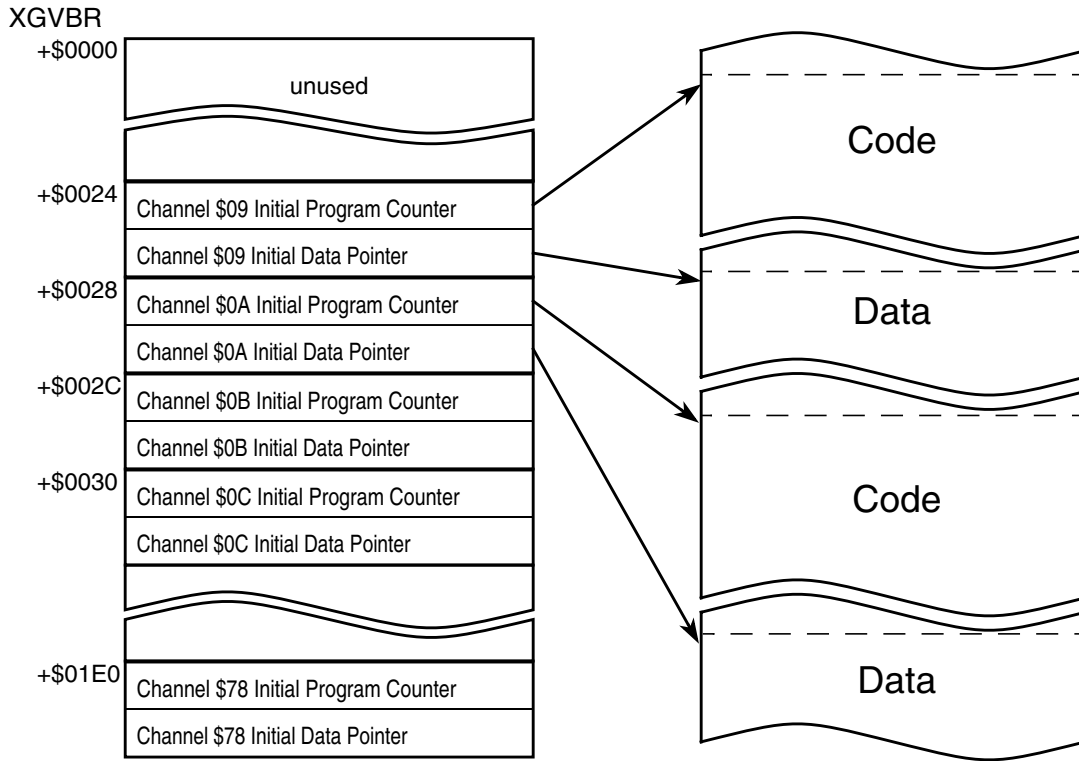 XGVBR
+$0000
unused
+$0024
Channel $09 Initial Program Counter
Channel $09 Initial Data Pointer
+$0028
Channel $0A Initial Program Counter
Channel $0A Initial Data Pointer
+$002C
Channel $0B Initial Program Counter
Channel $0B Initial Data Pointer
+$0030
Channel $0C Initial Program Counter
Channel $0C Initial Data Pointer
+$01E0
Channel $78 Initial Program Counter
Channel $78 Initial Data Pointer
Code
Data
Code
Data